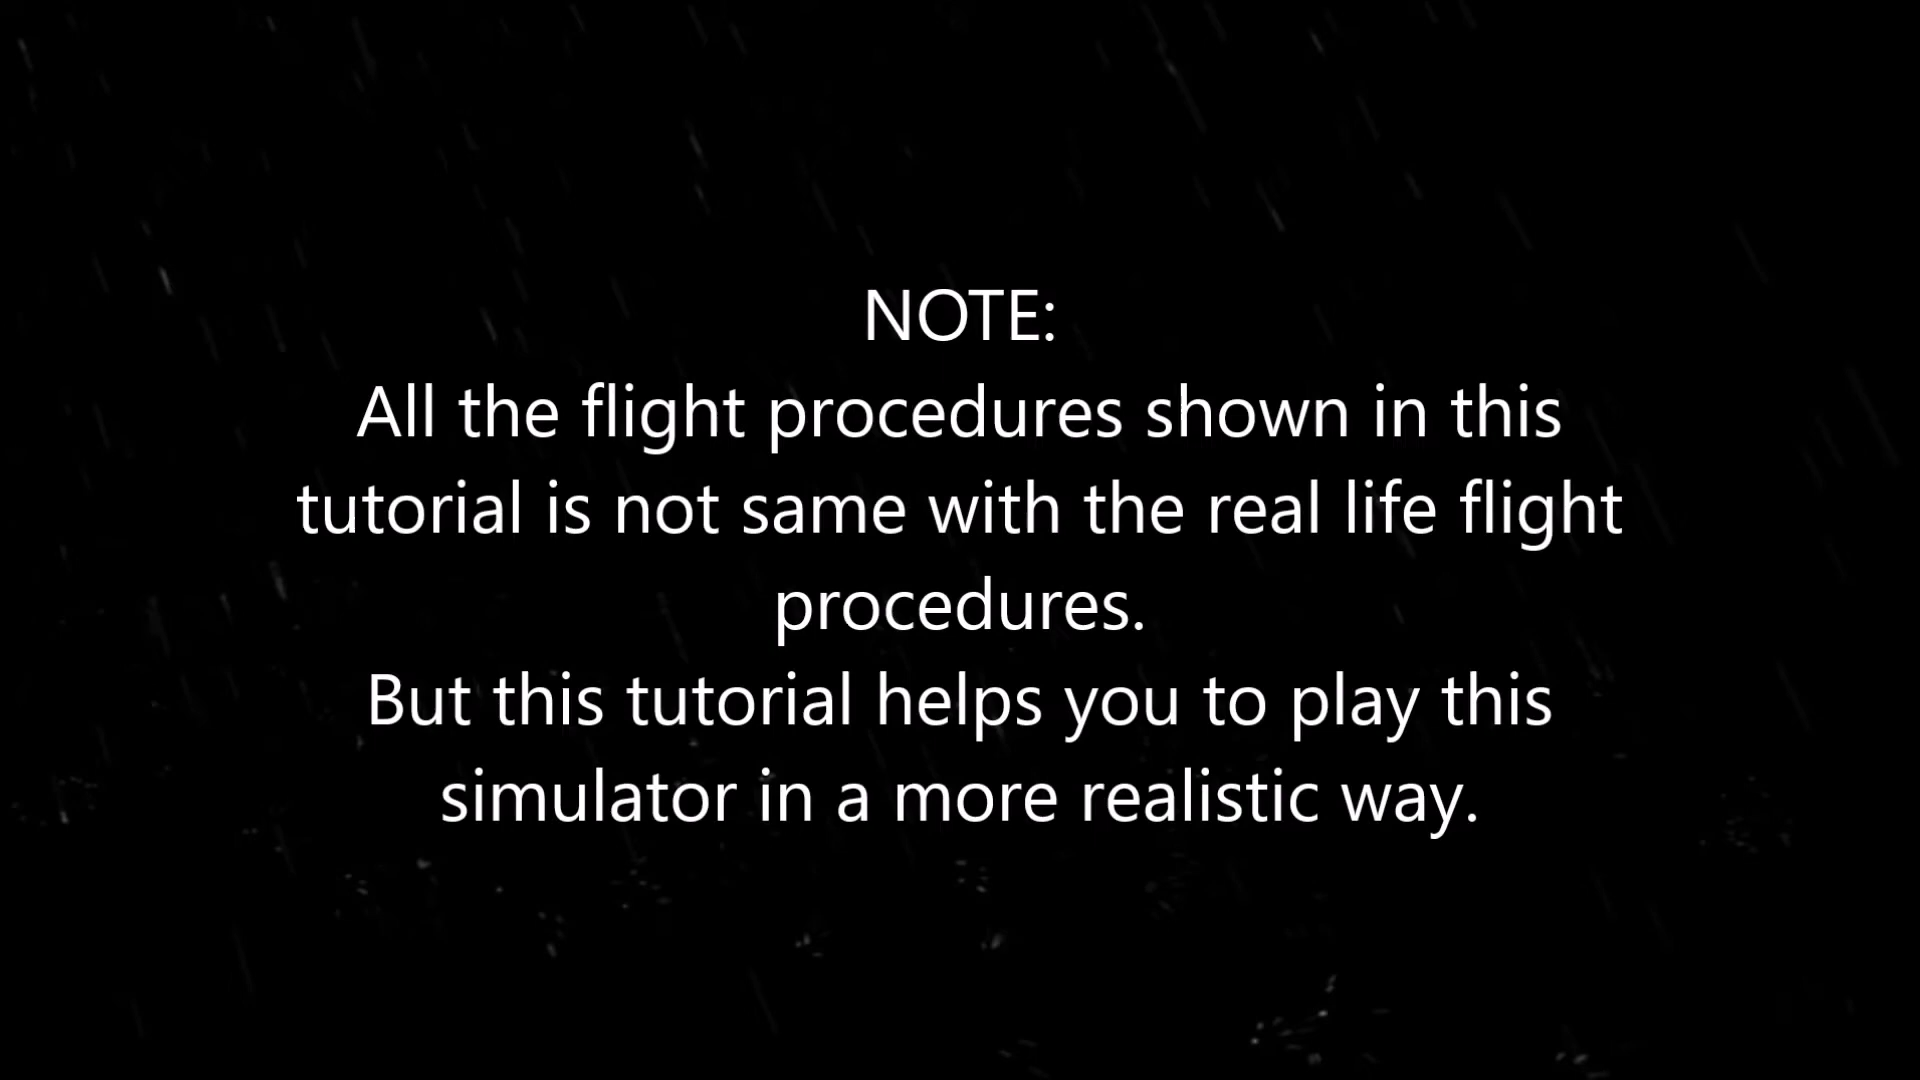 NOTE:
All the flight procedures shown in this
tutorial is not same with the real life flight
procedures.
But this tutorial helps you to play this
simulator in a more realistic way.